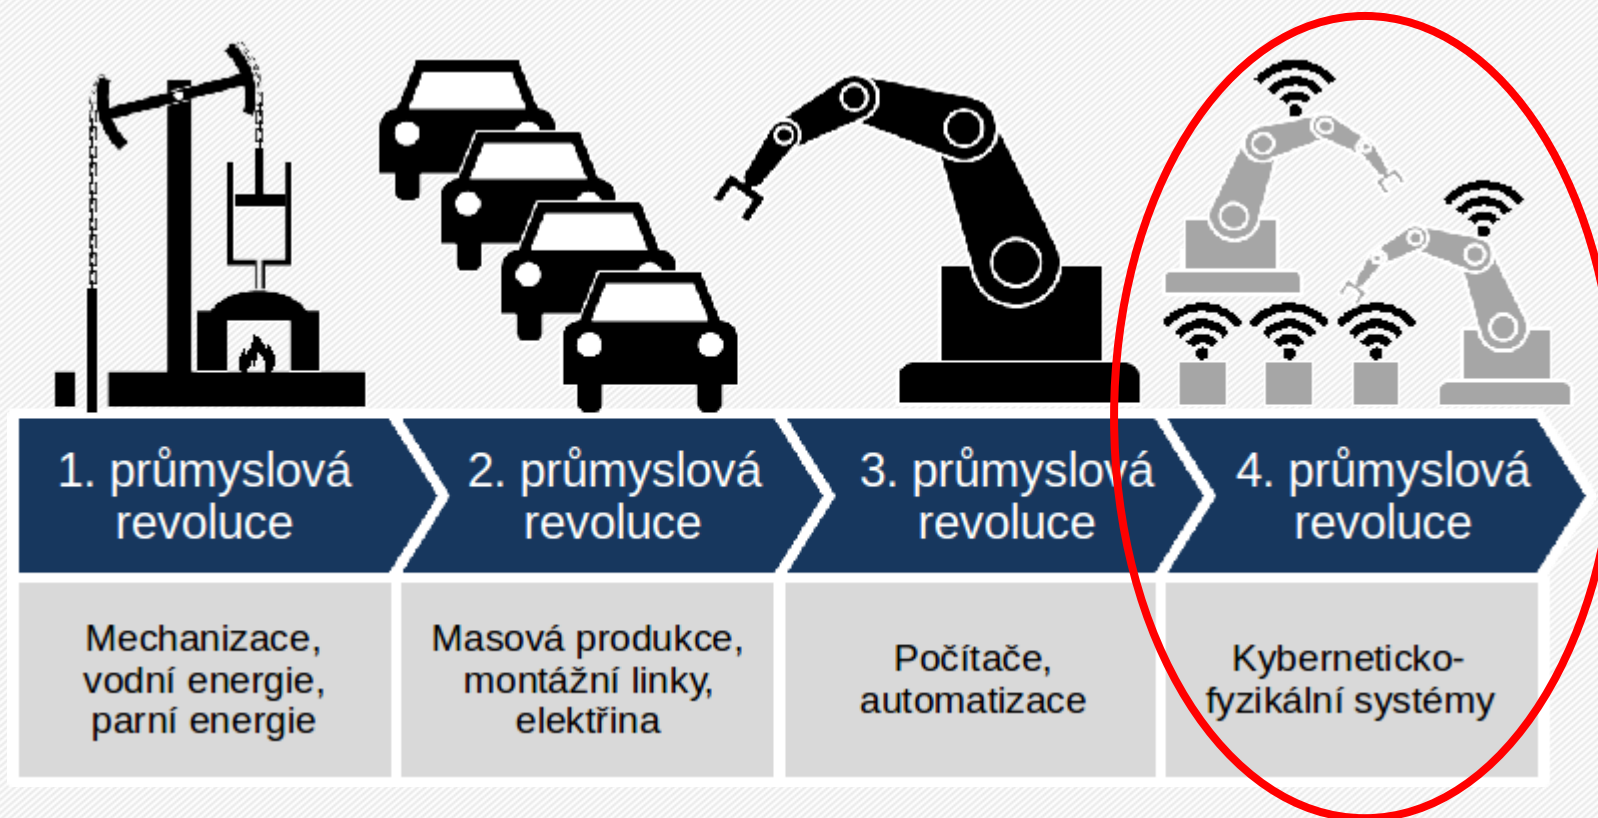 1. průmyslová
revoluce
2. průmyslová
revoluce
3. průmyslová
revoluce
4. průmyslová
revoluce
Mechanizace,
vodní energie,
parní energie
Masová produkce,
montážní linky,
elektřina
Počítače,
automatizace
Kyberneticko-
fyzikální systémy